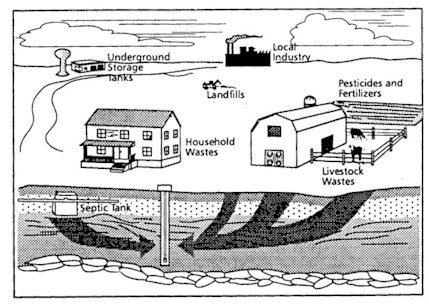 Underground
Storage
Tanks
Local
Industry
Landfills
Pesticides and
Fertilizers
Household
Wastes
Livestock
Wastes
Septic Tank